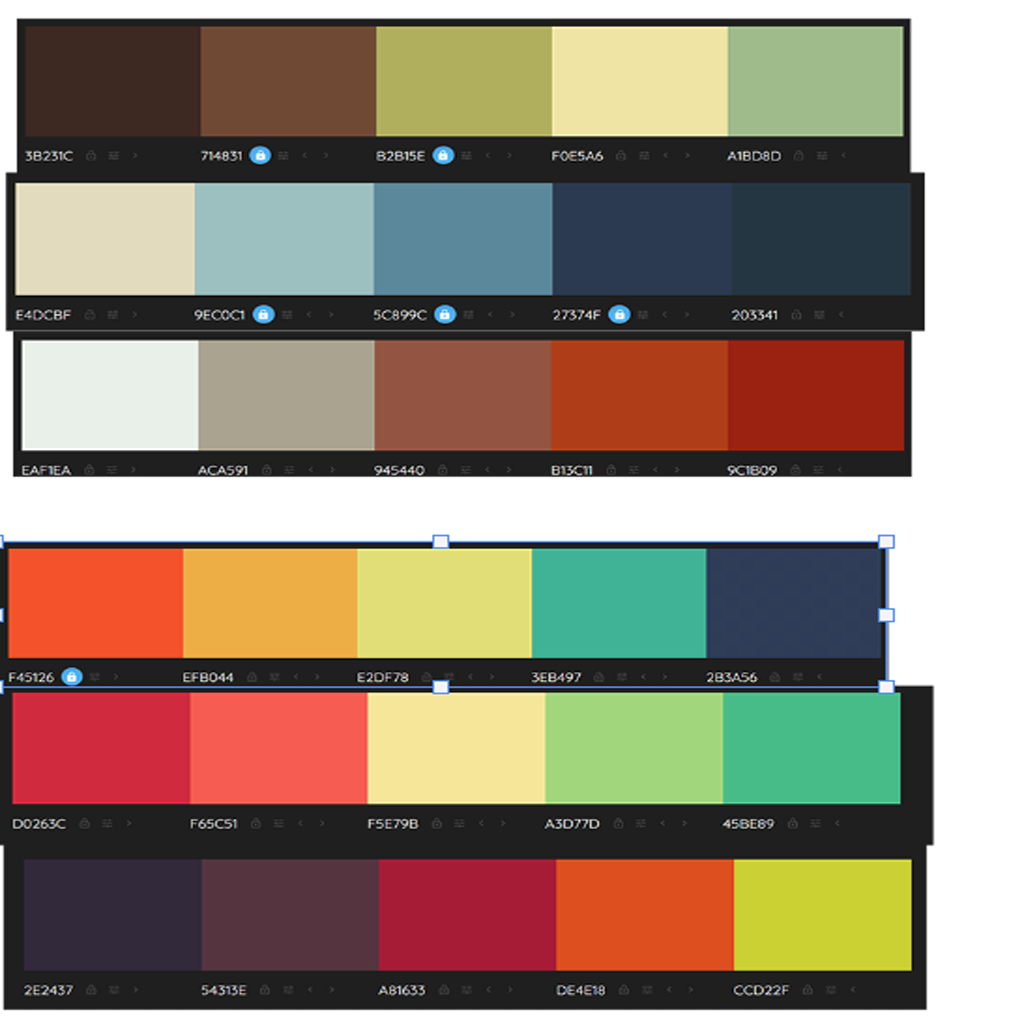 3B231C 714831 B2B15E F0E5A6 A1BD8D
E4DCBF 9EC0C1 5C899C 27374F 203341
EAF1EA ACA591 945440 B13C11 9C1B09
F45126 EFB044 E2DF78 3EB497 2B3A56
D0263C F65C51 F5E79B A3D77D 45BE89
2E2437 54313E A81633 DE4E18 CCD22F